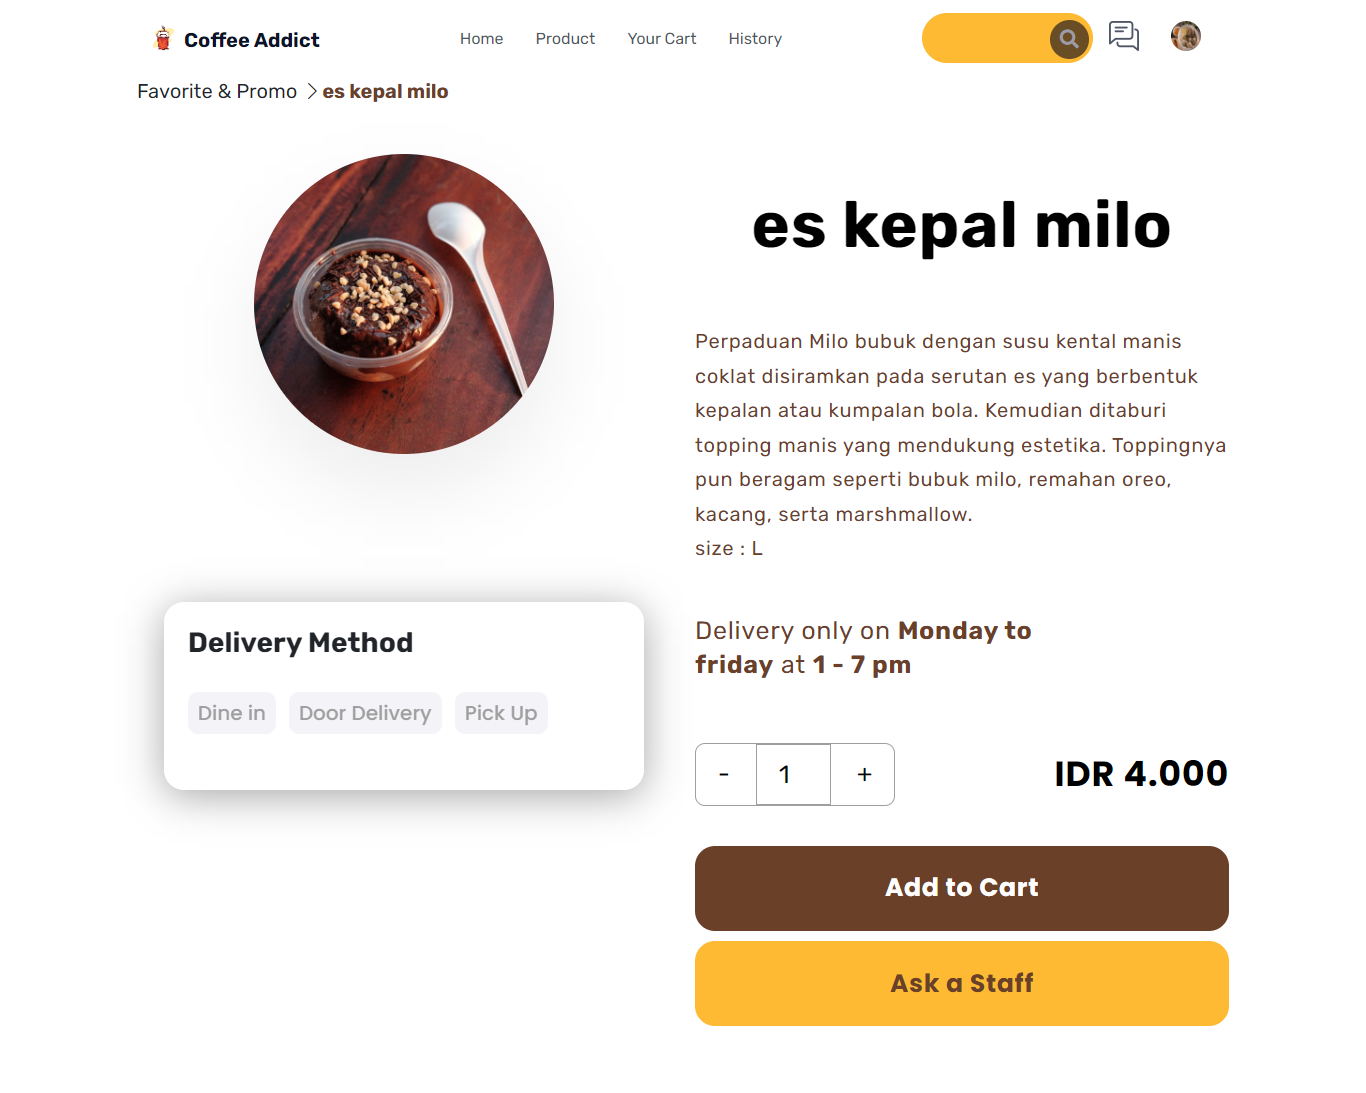 Coffee Addict
Home Product Your Cart History
Favorite & Promo > es kepal milo
es kepal milo
Perpaduan Milo bubuk dengan susu kental manis
coklat disiramkan pada serutan es yang berbentuk
kepalan atau kumpalan bola. Kemudian ditaburi
topping manis yang mendukung estetika. Toppingnya
pun beragam seperti bubuk milo, remahan oreo,
kacang, serta marshmallow.
size : L
Delivery Method
Dine in Door Delivery Pick Up
Delivery only on Monday to
friday at 1 - 7 pm
- 1 +
IDR 4.000
Add to Cart
Ask a Staff